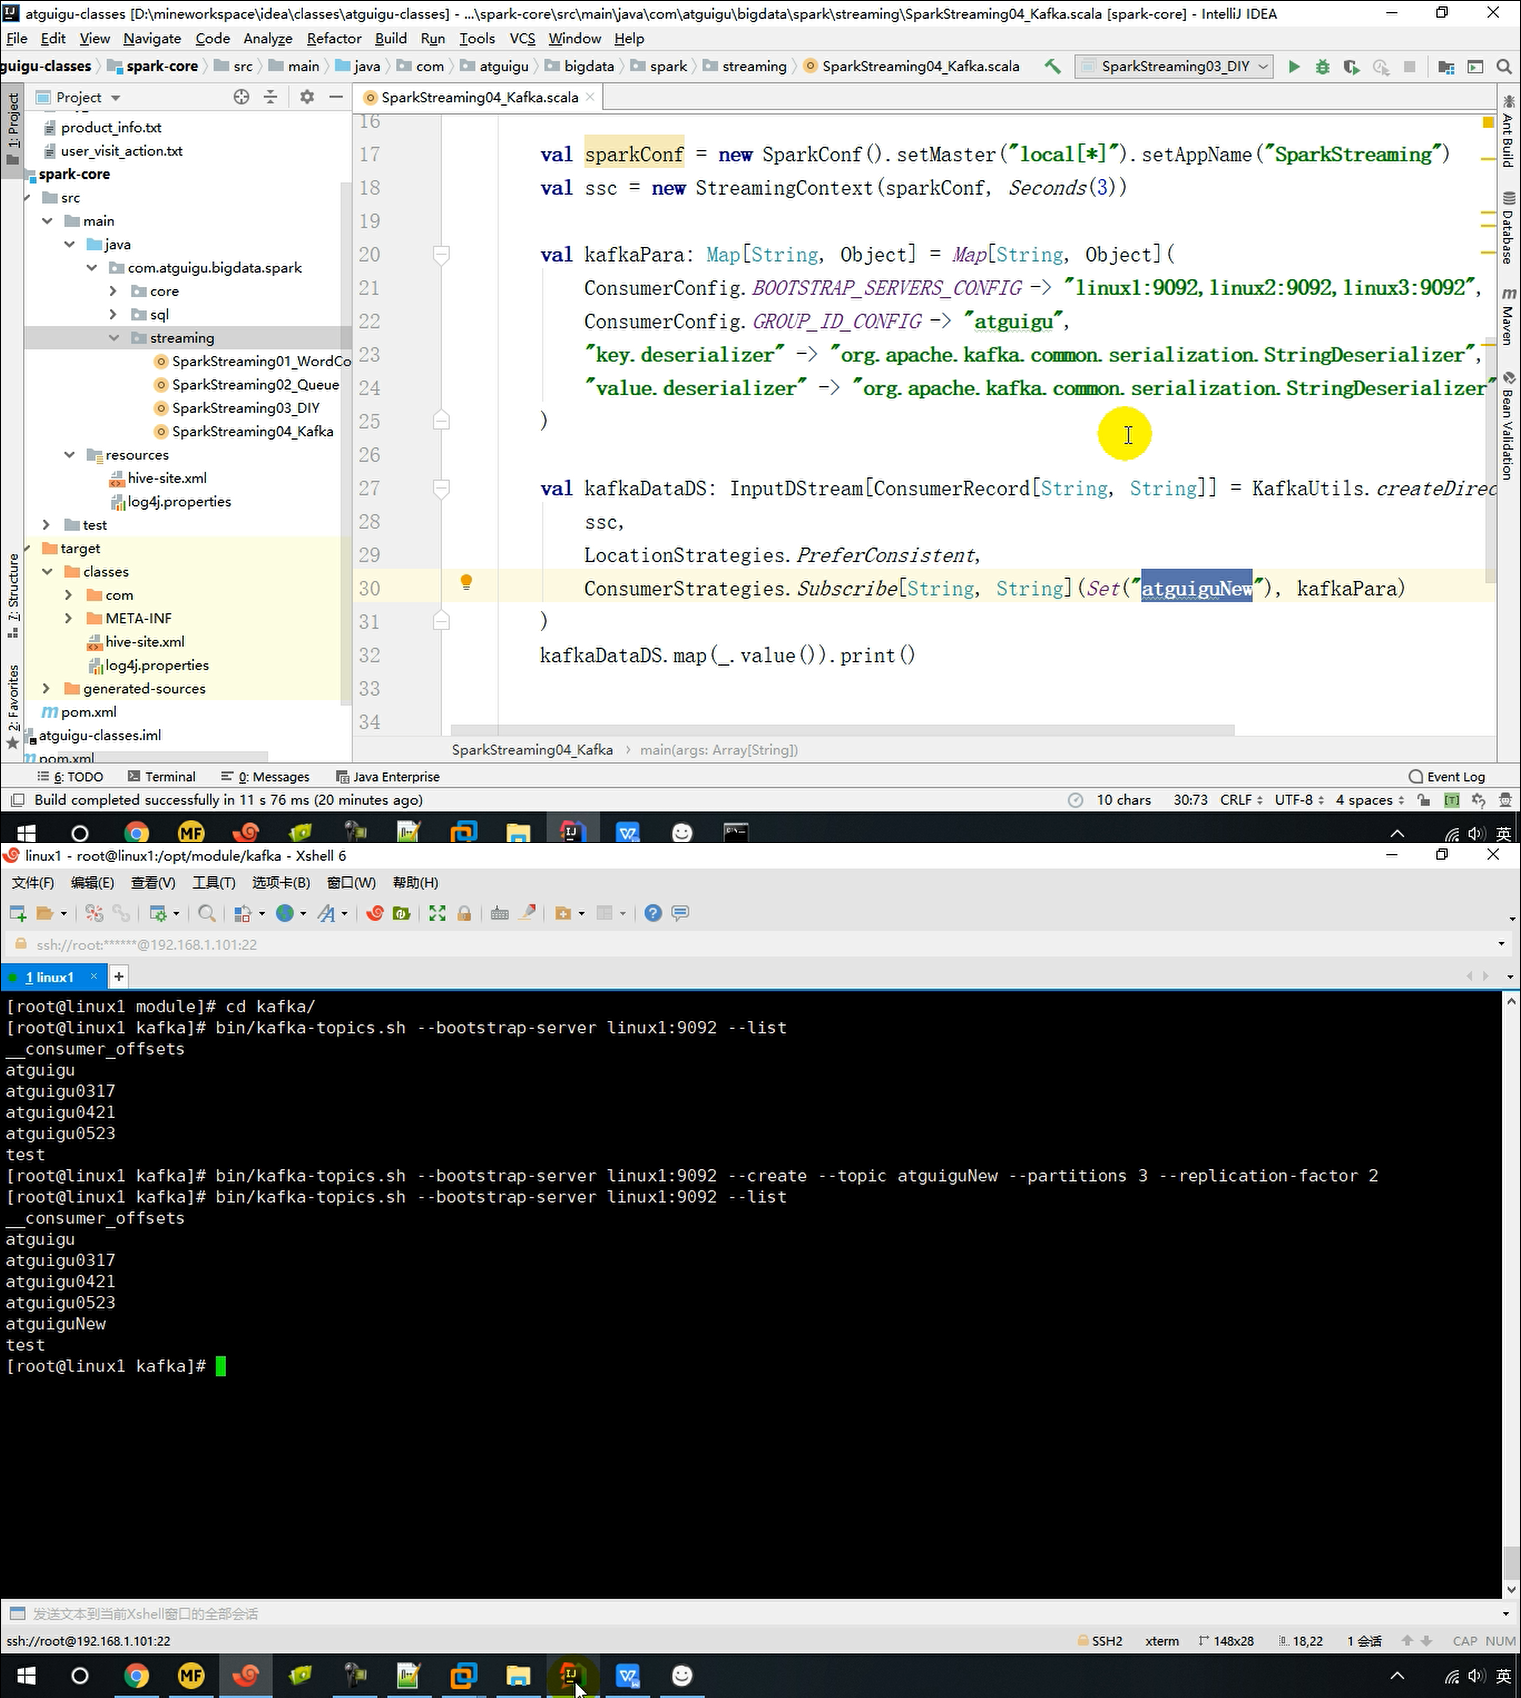 atguigu-classes [D:\mineworkspace\idea\classes\atguigu-classes] - ...\spark-core\src\main\java\com\atguigu\bigdata\spark\streaming\SparkStreaming04_Kafka.scala [spark-core] - IntelliJ IDEA
File Edit View Navigate Code Analyze Refactor Build Run Tools VCS Window Help
guigu-classes spark-core src main java com atguigu bigdata spark streaming SparkStreaming04_Kafka.scala SparkStreaming03_DIY
Project SparkStreaming04_Kafka.scala
1: Project
7: Structure
2: Favorites
product_info.txt
user_visit_action.txt
spark-core
src
main
java
com.atguigu.bigdata.spark
core
sql
streaming
SparkStreaming01_WordCo
SparkStreaming02_Queue
SparkStreaming03_DIY
SparkStreaming04_Kafka
resources
hive-site.xml
log4j.properties
test
target
classes
com
META-INF
hive-site.xml
log4j.properties
generated-sources
pom.xml
atguigu-classes.iml
pom.xml
16
17 val sparkConf = new SparkConf().setMaster("local[*]").setAppName("SparkStreaming")
18 val ssc = new StreamingContext(sparkConf, Seconds(3))
19
20 val kafkaPara: Map[String, Object] = Map[String, Object](
21 ConsumerConfig.BOOTSTRAP_SERVERS_CONFIG -> "linux1:9092,linux2:9092,linux3:9092",
22 ConsumerConfig.GROUP_ID_CONFIG -> "atguigu",
23 "key.deserializer" -> "org.apache.kafka.common.serialization.StringDeserializer",
24 "value.deserializer" -> "org.apache.kafka.common.serialization.StringDeserializer"
25 )
26
27 val kafkaDataDS: InputDStream[ConsumerRecord[String, String]] = KafkaUtils.createDirec
28 ssc,
29 LocationStrategies.PreferConsistent,
30 ConsumerStrategies.Subscribe[String, String](Set("atguiguNew"), kafkaPara)
31 )
32 kafkaDataDS.map(_.value()).print()
33
34
SparkStreaming04_Kafka › main(args: Array[String])
Ant Build
Database
Maven
Bean Validation
6: TODO Terminal 0: Messages Java Enterprise Event Log
Build completed successfully in 11 s 76 ms (20 minutes ago) 10 chars 30:73 CRLF UTF-8 4 spaces
英
linux1 - root@linux1:/opt/module/kafka - Xshell 6
文件(F) 编辑(E) 查看(V) 工具(T) 选项卡(B) 窗口(W) 帮助(H)
ssh://root:******@192.168.1.101:22
1 linux1
[root@linux1 module]# cd kafka/
[root@linux1 kafka]# bin/kafka-topics.sh --bootstrap-server linux1:9092 --list
__consumer_offsets
atguigu
atguigu0317
atguigu0421
atguigu0523
test
[root@linux1 kafka]# bin/kafka-topics.sh --bootstrap-server linux1:9092 --create --topic atguiguNew --partitions 3 --replication-factor 2
[root@linux1 kafka]# bin/kafka-topics.sh --bootstrap-server linux1:9092 --list
__consumer_offsets
atguigu
atguigu0317
atguigu0421
atguigu0523
atguiguNew
test
[root@linux1 kafka]#
发送文本到当前Xshell窗口的全部会话
ssh://root@192.168.1.101:22 SSH2 xterm 148x28 18,22 1 会话 CAP NUM
英